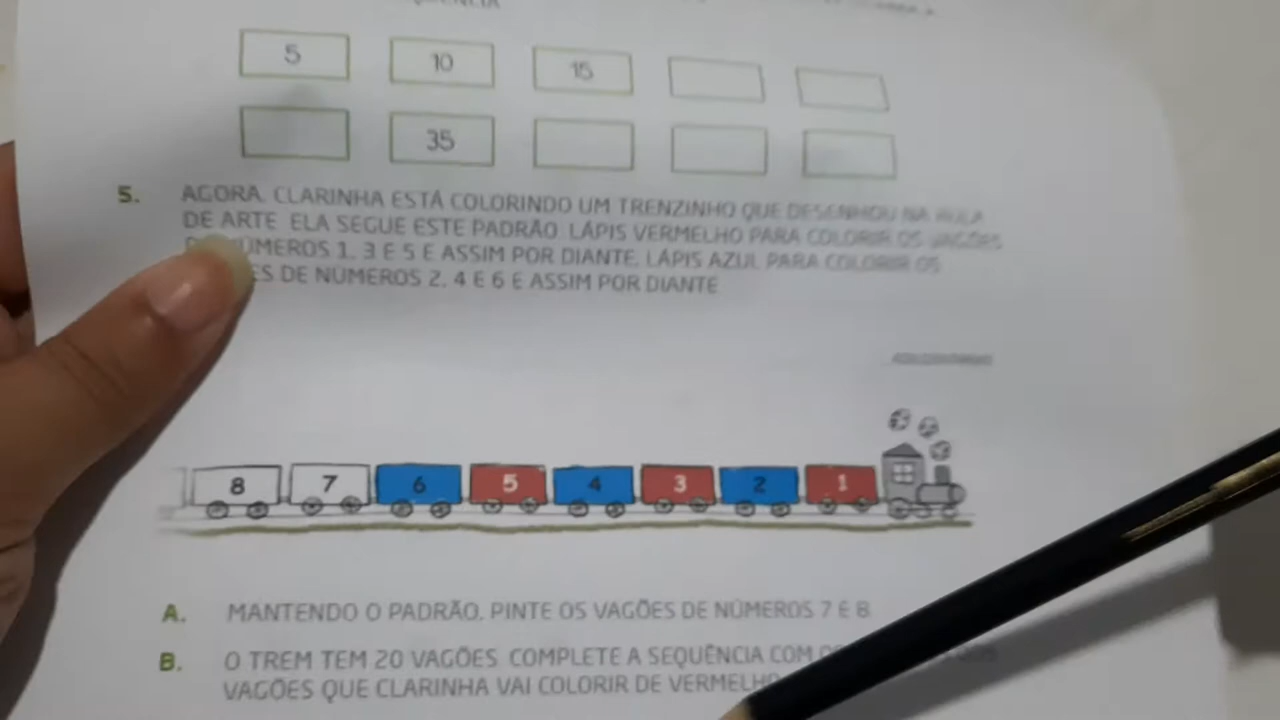 5 10 15
35
5. AGORA, CLARINHA ESTÁ COLORINDO UM TRENZINHO QUE DESENHOU NA AULA
DE ARTE. ELA SEGUE ESTE PADRÃO: LÁPIS VERMELHO PARA COLORIR OS VAGÕES
NÚMEROS 1, 3 E 5 E ASSIM POR DIANTE, LÁPIS AZUL PARA COLORIR OS
DE NÚMEROS 2, 4 E 6 E ASSIM POR DIANTE
8 7 6 5 4 3 2 1
A. MANTENDO O PADRÃO, PINTE OS VAGÕES DE NÚMEROS 7 E 8.
B. O TREM TEM 20 VAGÕES. COMPLETE A SEQUÊNCIA COM
VAGÕES QUE CLARINHA VAI COLORIR DE VERMELHO